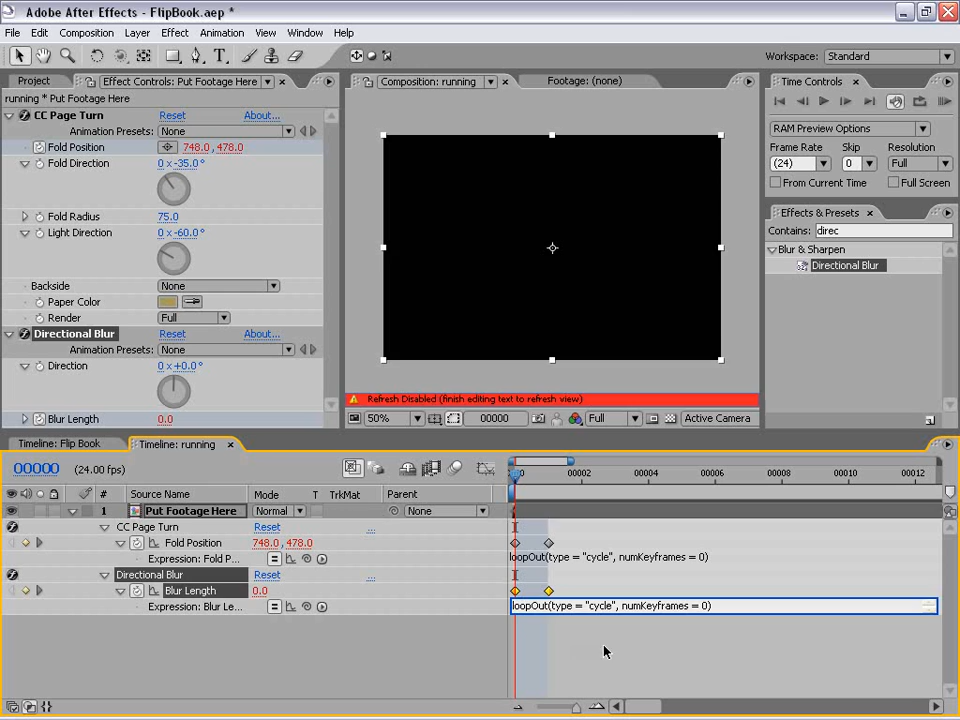 Adobe After Effects - FlipBook.aep *
File Edit Composition Layer Effect Animation View Window Help
Workspace: Standard
Project Effect Controls: Put Footage Here
Composition: running Footage: (none)
Time Controls
running * Put Footage Here
CC Page Turn Reset About...
Animation Presets: None
Fold Position 748.0, 478.0
Fold Direction 0 x-35.0°
Fold Radius 75.0
Light Direction 0 x-60.0°
Backside None
Paper Color
Render Full
Directional Blur Reset About...
Animation Presets: None
Direction 0 x+0.0°
Blur Length 0.0
RAM Preview Options
Frame Rate Skip Resolution
(24) 0 Full
From Current Time Full Screen
Effects & Presets
Contains: direc
Blur & Sharpen
Directional Blur
Refresh Disabled (finish editing text to refresh view)
50% 00000 Full Active Camera
Timeline: Flip Book Timeline: running
00000 (24.00 fps)
00002 00004 00006 00008 00010 00012
# Source Name Mode T TrkMat Parent
1 Put Footage Here Normal None
CC Page Turn Reset ...
Fold Position 748.0, 478.0
Expression: Fold P... loopOut(type = "cycle", numKeyframes = 0)
Directional Blur Reset ...
Blur Length 0.0
Expression: Blur Le... loopOut(type = "cycle", numKeyframes = 0)